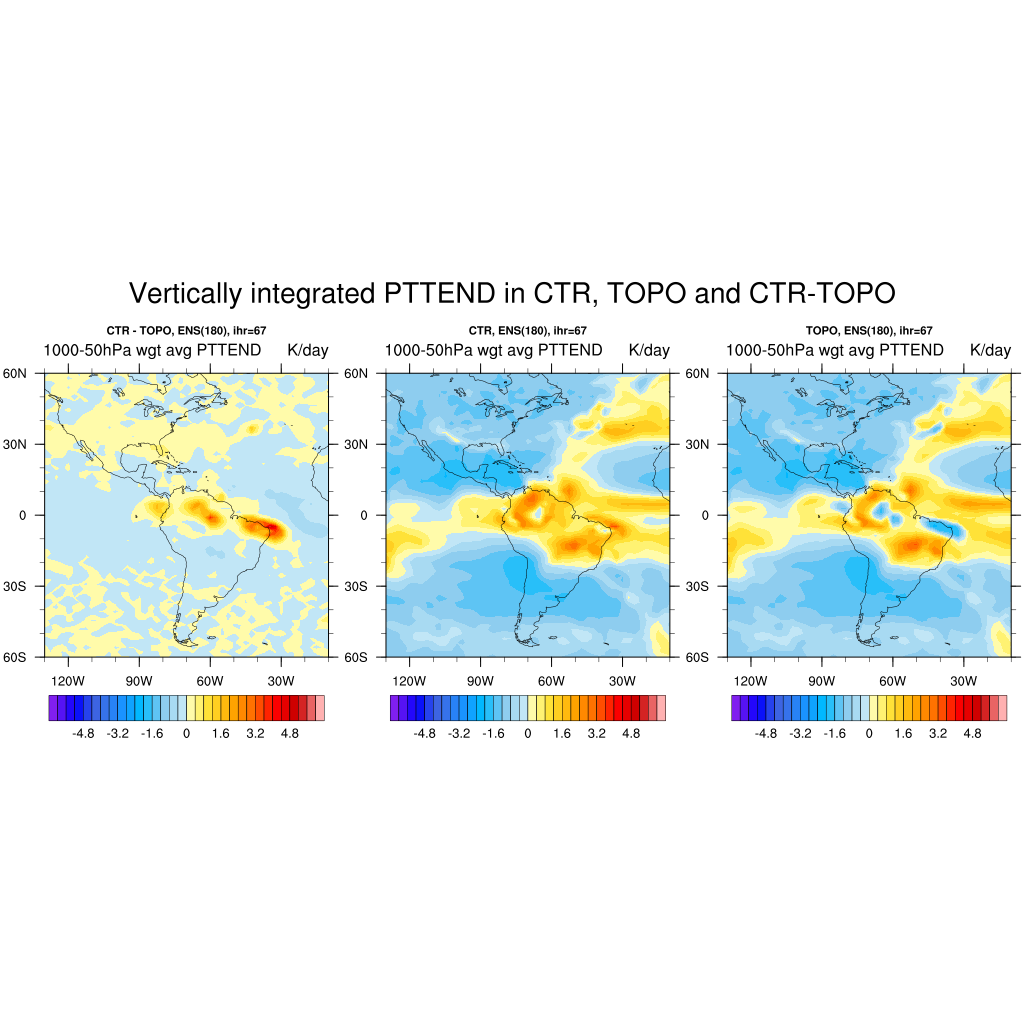 Vertically integrated PTTEND in CTR, TOPO and CTR-TOPO
CTR - TOPO, ENS(180), ihr=67
1000-50hPa wgt avg PTTEND K/day
60N
30N
0
30S
60S
120W 90W 60W 30W
-4.8 -3.2 -1.6 0 1.6 3.2 4.8
CTR, ENS(180), ihr=67
1000-50hPa wgt avg PTTEND K/day
60N
30N
0
30S
60S
120W 90W 60W 30W
-4.8 -3.2 -1.6 0 1.6 3.2 4.8
TOPO, ENS(180), ihr=67
1000-50hPa wgt avg PTTEND K/day
60N
30N
0
30S
60S
120W 90W 60W 30W
-4.8 -3.2 -1.6 0 1.6 3.2 4.8